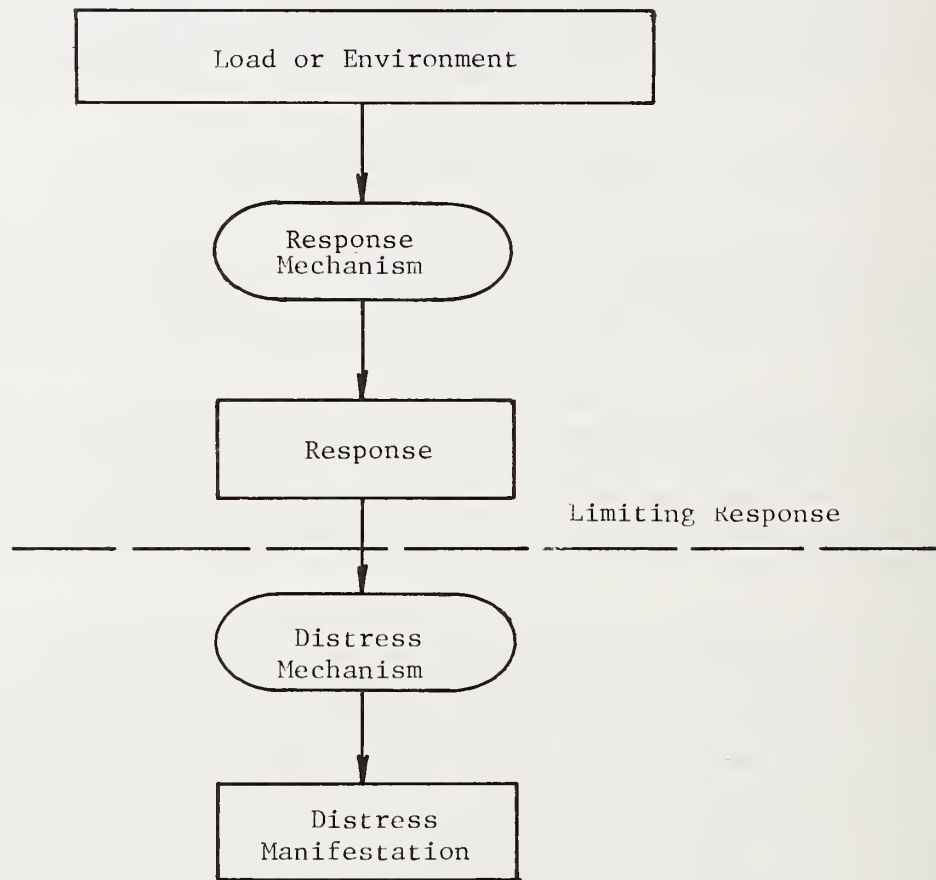 Load or Environment
Response
Mechanism
Response
Limiting Response
Distress
Mechanism
Distress
Manifestation